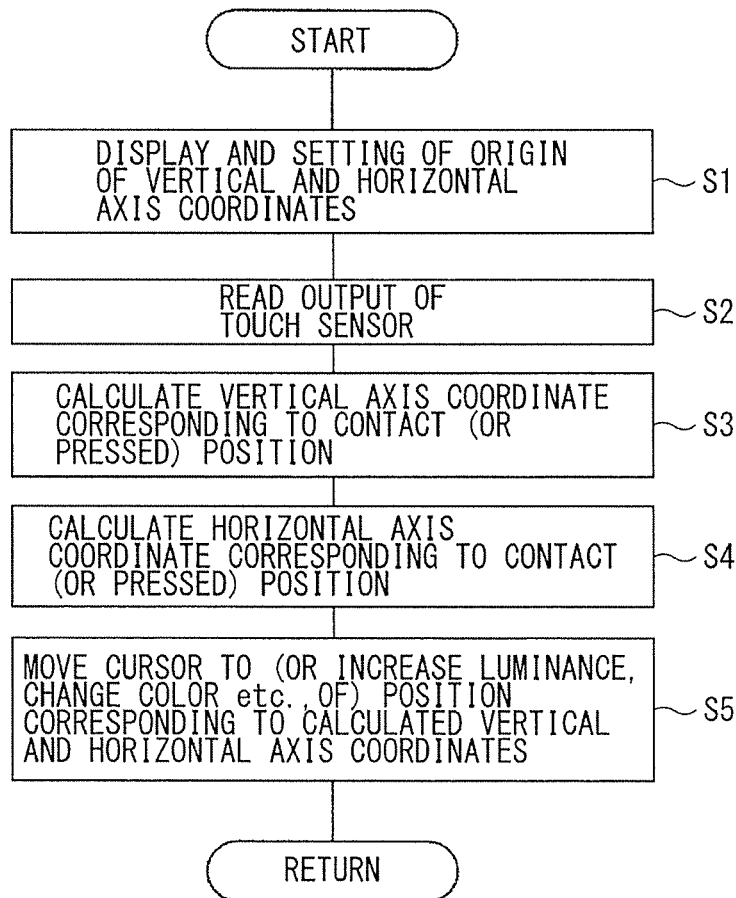 START
DISPLAY AND SETTING OF ORIGIN
OF VERTICAL AND HORIZONTAL
AXIS COORDINATES
S1
READ OUTPUT OF
TOUCH SENSOR
S2
CALCULATE VERTICAL AXIS COORDINATE
CORRESPONDING TO CONTACT (OR
PRESSED) POSITION
S3
CALCULATE HORIZONTAL AXIS
COORDINATE CORRESPONDING TO CONTACT
(OR PRESSED) POSITION
S4
MOVE CURSOR TO (OR INCREASE LUMINANCE,
CHANGE COLOR etc., OF) POSITION
CORRESPONDING TO CALCULATED VERTICAL
AND HORIZONTAL AXIS COORDINATES
S5
RETURN